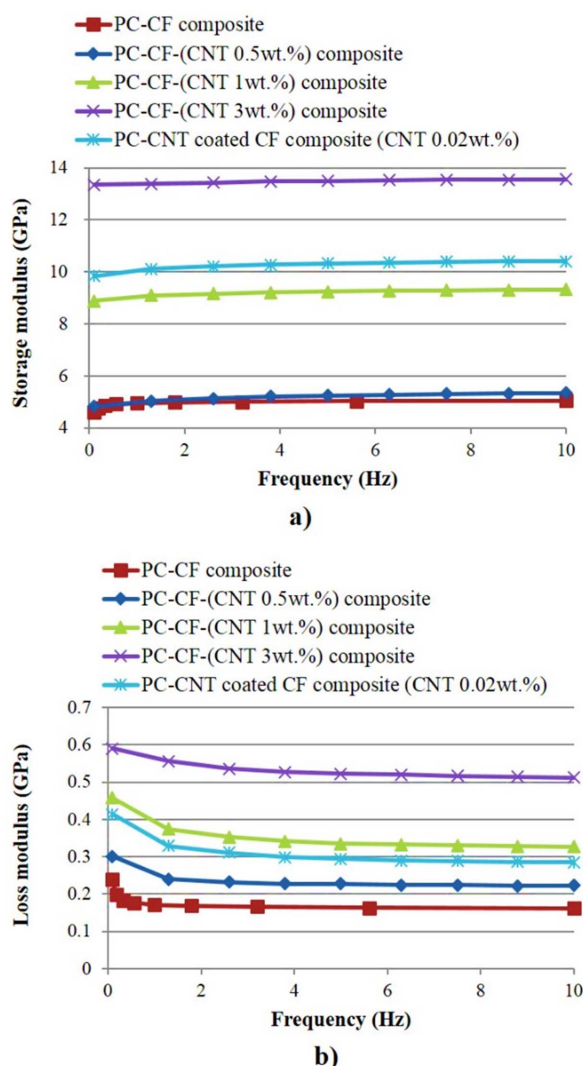 PC-CF composite
PC-CF-(CNT 0.5wt.%) composite
PC-CF-(CNT 1wt.%) composite
PC-CF-(CNT 3wt.%) composite
PC-CNT coated CF composite (CNT 0.02wt.%)
14
12
10
8
6
4
Storage modulus (GPa)
0 2 4 6 8 10
Frequency (Hz)
a)
PC-CF composite
PC-CF-(CNT 0.5wt.%) composite
PC-CF-(CNT 1wt.%) composite
PC-CF-(CNT 3wt.%) composite
PC-CNT coated CF composite (CNT 0.02wt.%)
0.7
0.6
0.5
0.4
0.3
0.2
0.1
0
Loss modulus (GPa)
0 2 4 6 8 10
Frequency (Hz)
b)